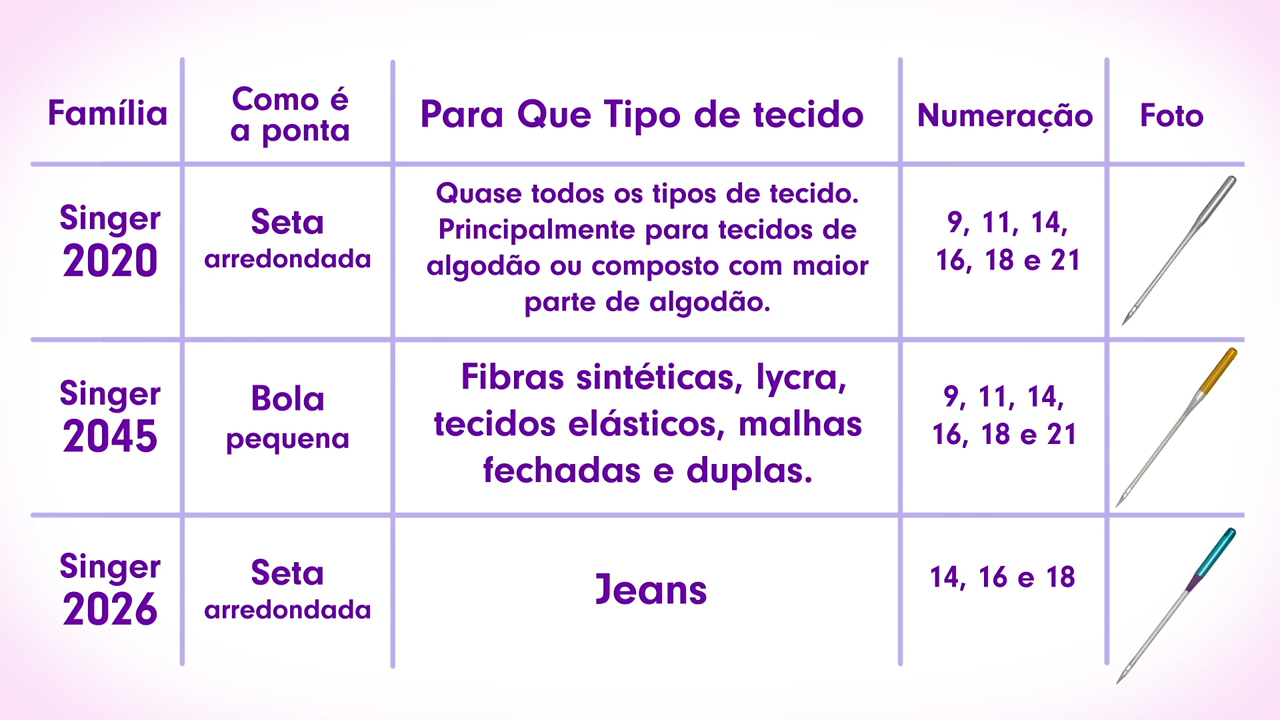 Família
Como é
a ponta
Para Que Tipo de tecido
Numeração
Foto
Singer
2020
Seta
arredondada
Quase todos os tipos de tecido.
Principalmente para tecidos de
algodão ou composto com maior
parte de algodão.
9, 11, 14,
16, 18 e 21
Singer
2045
Bola
pequena
Fibras sintéticas, lycra,
tecidos elásticos, malhas
fechadas e duplas.
9, 11, 14,
16, 18 e 21
Singer
2026
Seta
arredondada
Jeans
14, 16 e 18